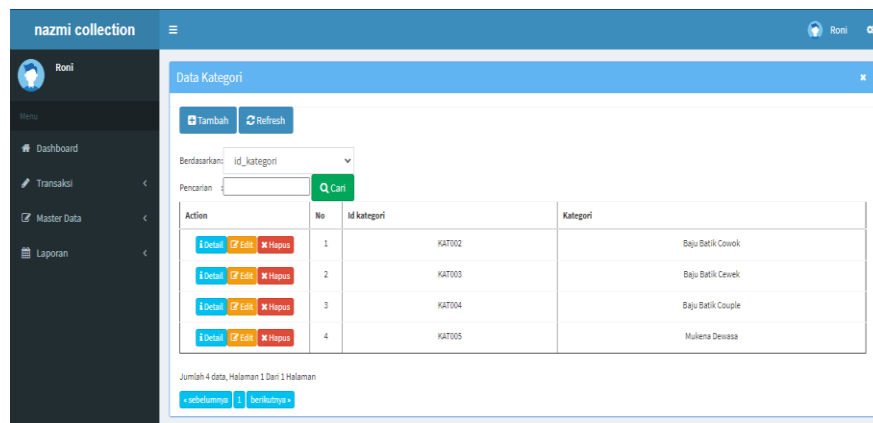 nazmi collection
Roni
Roni
Menu
Dashboard
Transaksi
Master Data
Laporan
Data Kategori
Tambah Refresh
Berdasarkan: id_kategori
Pencarian : Cari
Action No Id kategori Kategori
Detail Edit Hapus 1 KAT002 Baju Batik Cowok
Detail Edit Hapus 2 KAT003 Baju Batik Cewek
Detail Edit Hapus 3 KAT004 Baju Batik Couple
Detail Edit Hapus 4 KAT005 Mukena Dewasa
Jumlah 4 data, Halaman 1 Dari 1 Halaman
« sebelumnya 1 berikutnya »